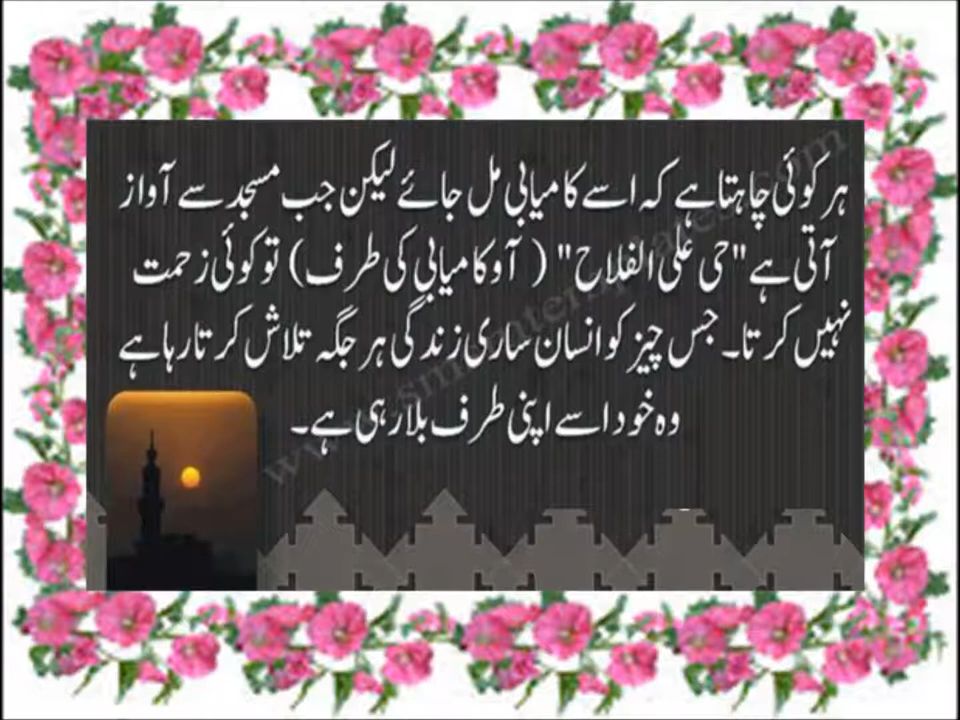 ہر کوئی چاہتا ہے کہ اسے کامیابی مل جائے لیکن جب مسجد سے آواز
آتی ہے "حی علی الفلاح" ( آو کامیابی کی طرف) تو کوئی زحمت
نہیں کرتا۔ جس چیز کو انسان ساری زندگی ہر جگہ تلاش کرتا رہا ہے
وہ خود اسے اپنی طرف بلا رہی ہے۔